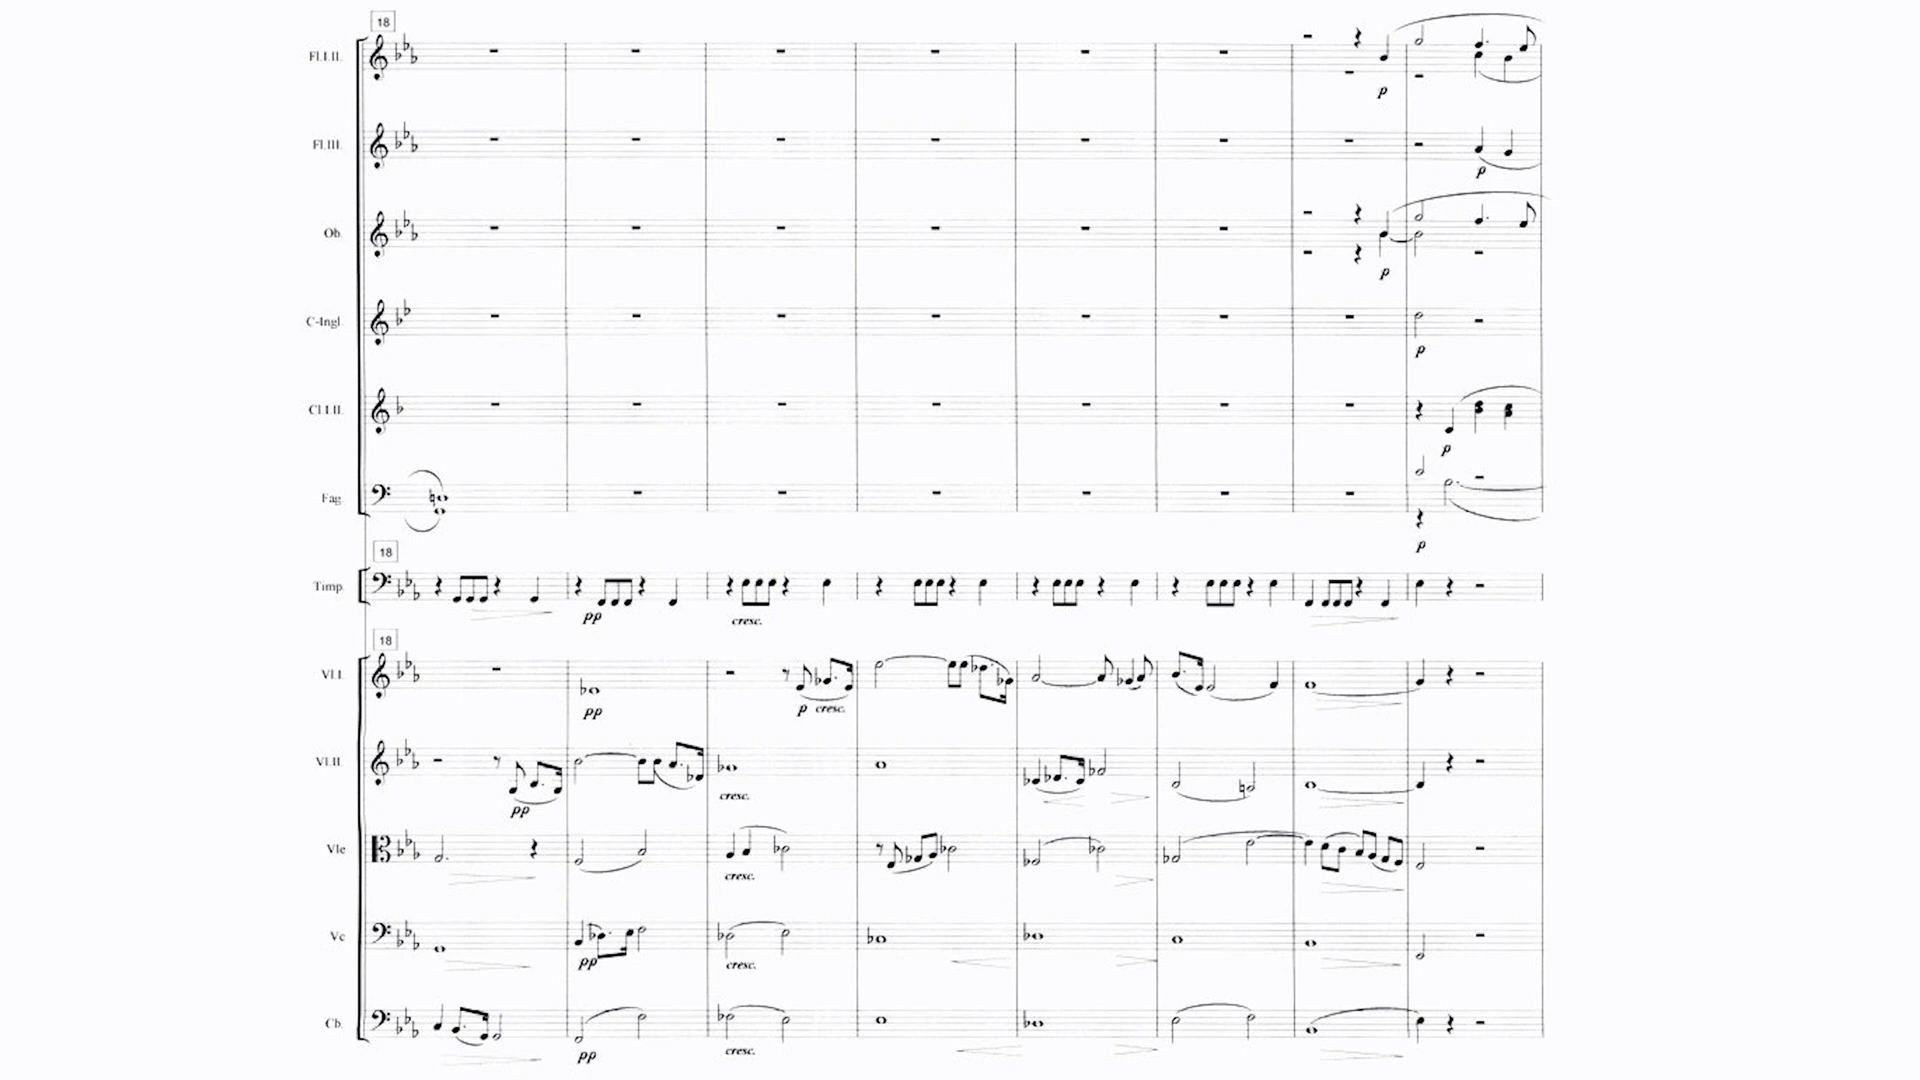 18
Fl.I.II.
p
Fl.III.
p
Ob.
p
C-Ingl.
p
Cl.I.II.
p
Fag.
p
18
Timp.
pp
cresc.
18
Vl.I.
pp
p cresc.
Vl.II.
pp
cresc.
Vle
cresc.
Vc
pp
cresc.
Cb.
pp
cresc.